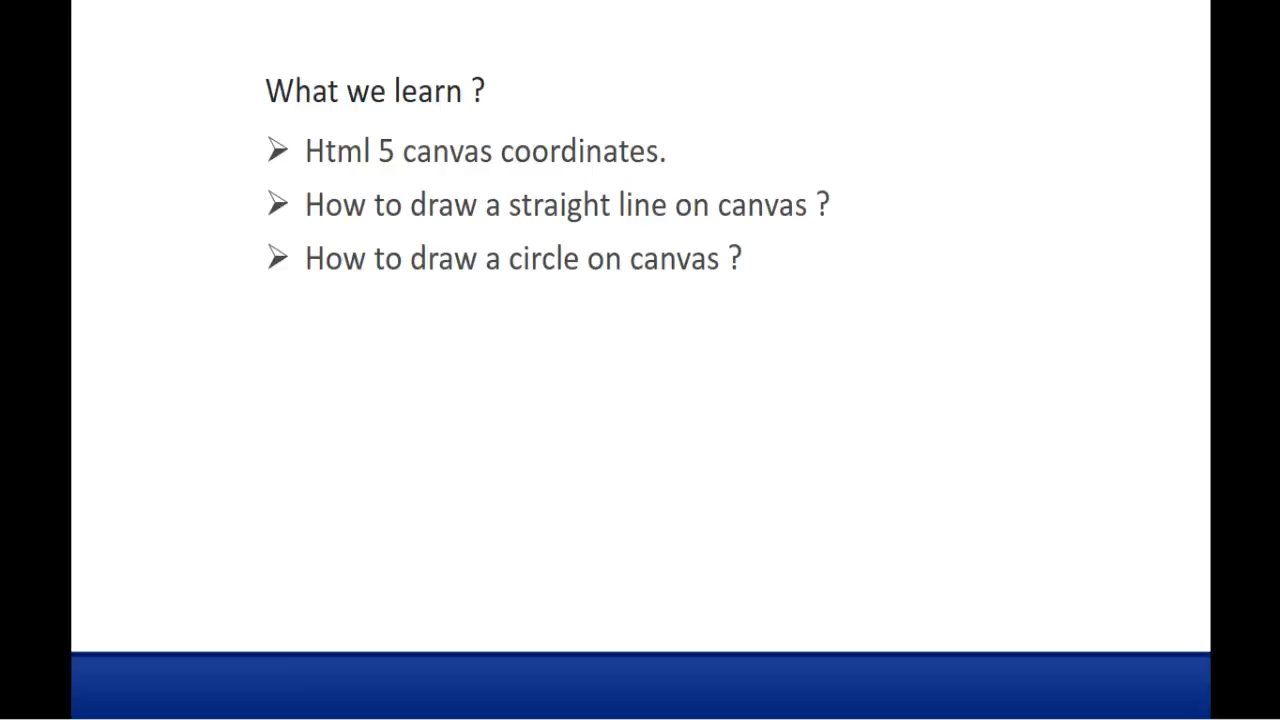 What we learn ?
➢ Html 5 canvas coordinates.
➢ How to draw a straight line on canvas ?
➢ How to draw a circle on canvas ?